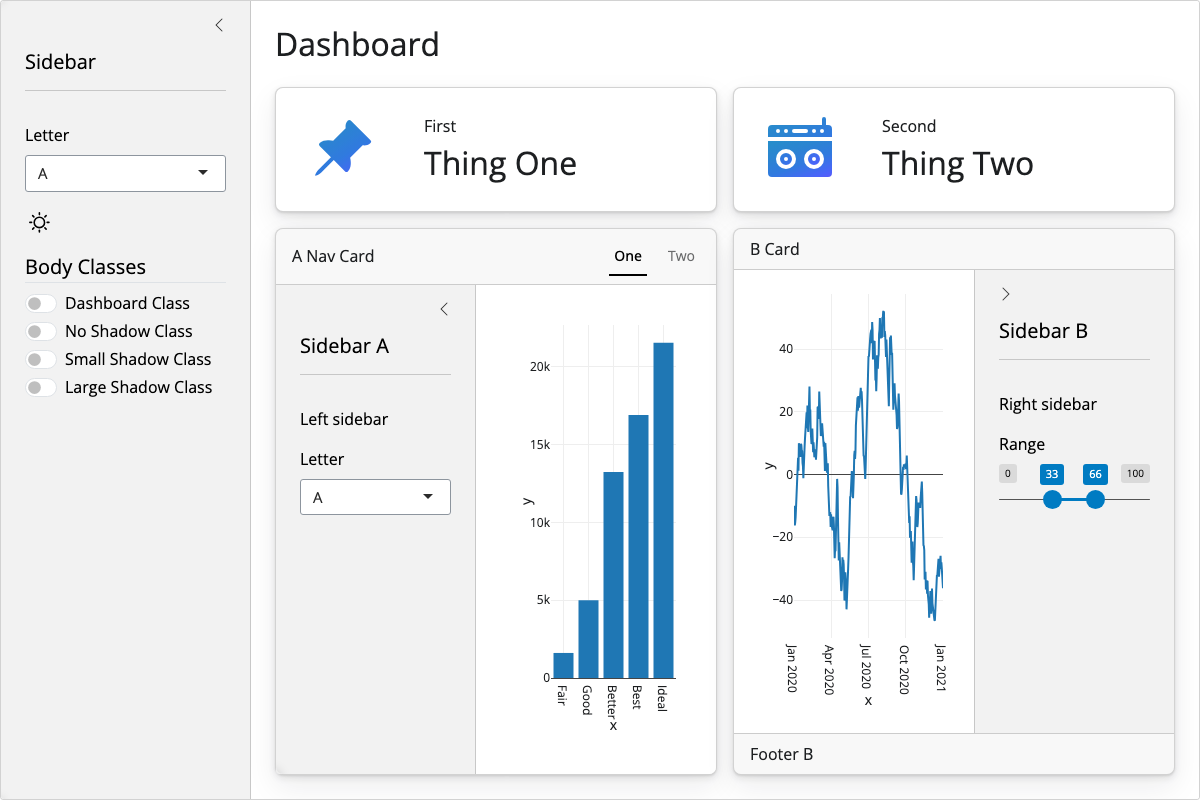 Sidebar
Letter
A
Body Classes
Dashboard Class
No Shadow Class
Small Shadow Class
Large Shadow Class
Dashboard
First
Thing One
Second
Thing Two
A Nav Card
One
Two
Sidebar A
Left sidebar
Letter
A
20k
15k
10k
5k
0
y
Fair
Good
Better
Best
Ideal
x
B Card
40
20
0
−20
−40
y
Jan 2020
Apr 2020
Jul 2020
Oct 2020
Jan 2021
x
Sidebar B
Right sidebar
Range
0
33
66
100
Footer B